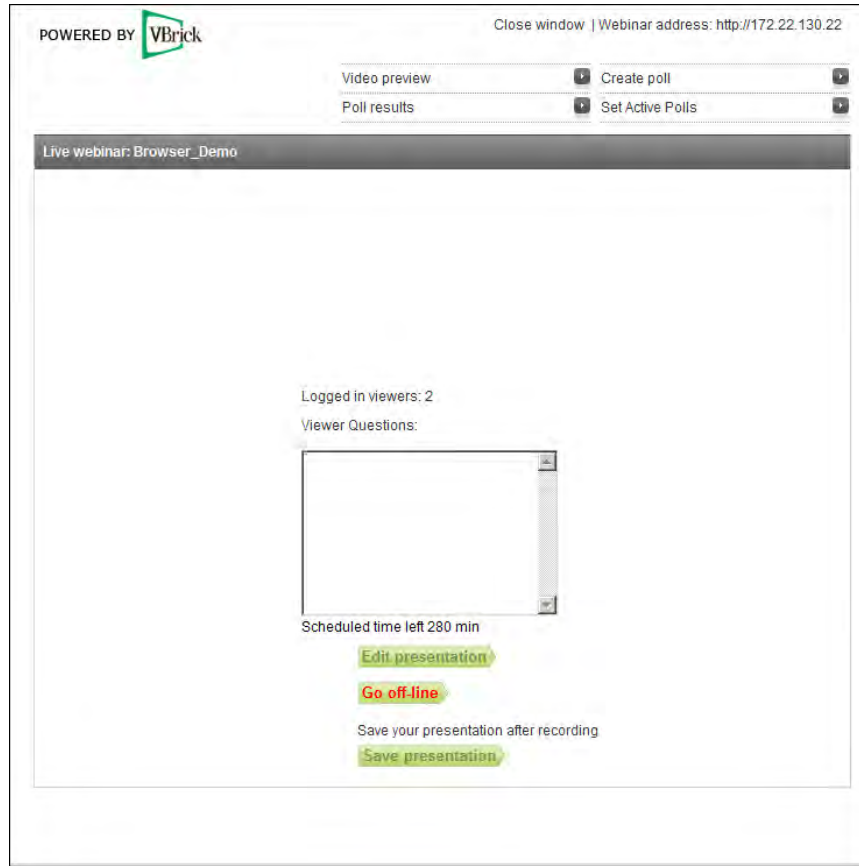 POWERED BY VBrick
Close window | Webinar address: http://172.22.130.22
Video preview
Create poll
Poll results
Set Active Polls
Live webinar: Browser_Demo
Logged in viewers: 2
Viewer Questions:
Scheduled time left 280 min
Edit presentation
Go off-line
Save your presentation after recording
Save presentation